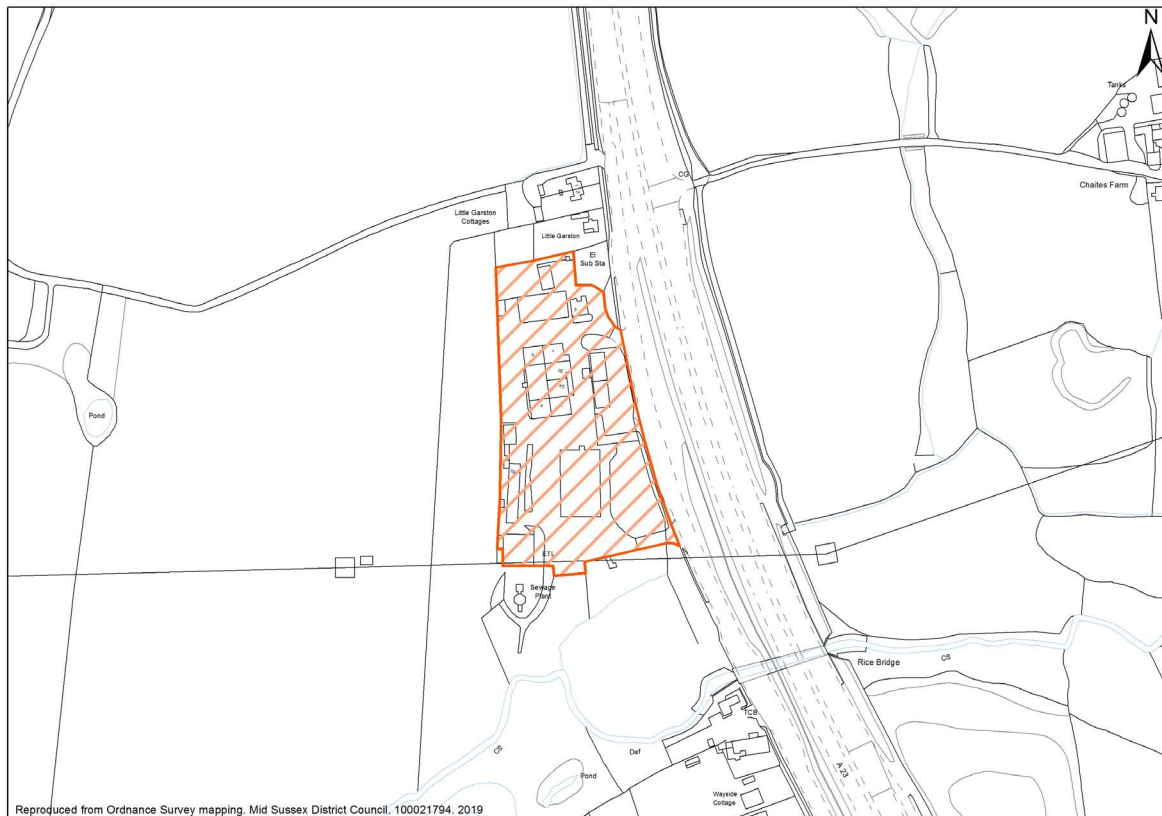 N
Tanks
CG
Chaites Farm
Little Garston
Cottages
Little Garston
El
Sub Sta
Pond
ETL
Sewage
Plant
Rice Bridge
CS
TCB
CS
Def
Pond
A 23
Wayside
Cottage
Reproduced from Ordnance Survey mapping. Mid Sussex District Council. 100021794. 2019